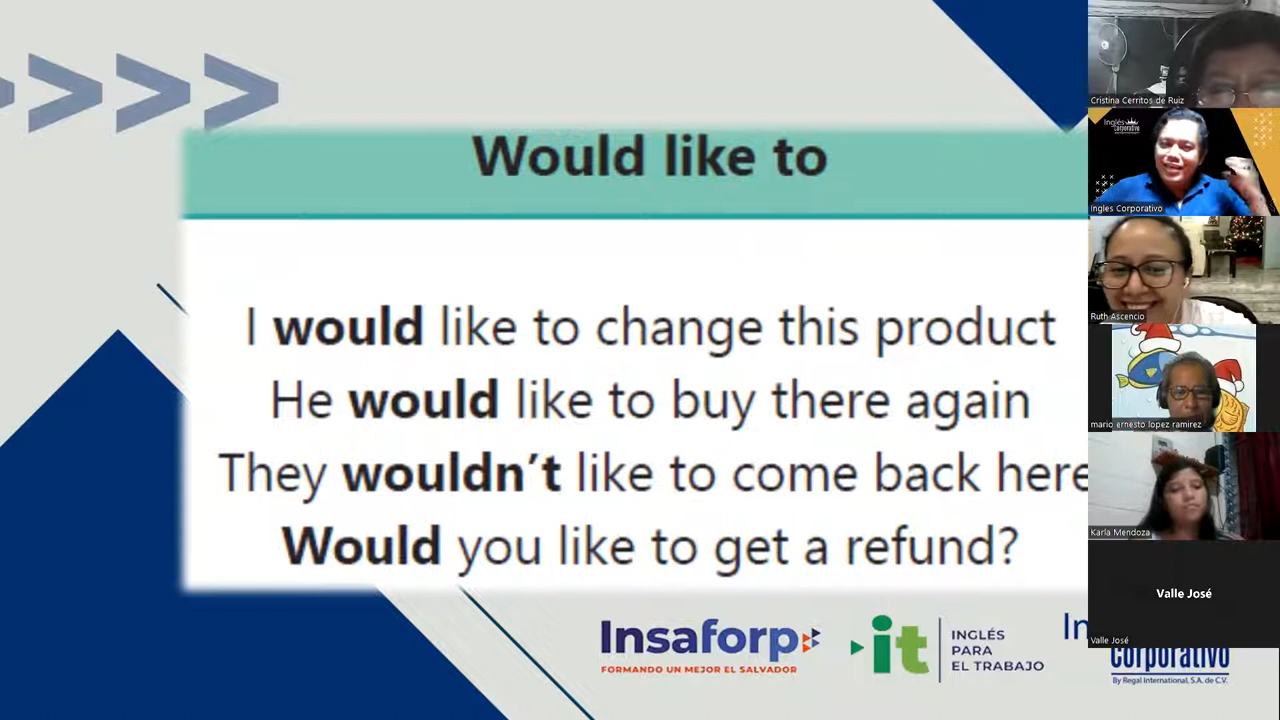 Would like to
I would like to change this product
He would like to buy there again
They wouldn't like to come back here
Would you like to get a refund?
Insaforp
FORMANDO UN MEJOR EL SALVADOR
it
INGLÉS
PARA
EL TRABAJO
In
corporativo
By Regal International, S.A. de C.V.
Cristina Cerritos de Ruiz
Inglés
Corporativo
Ingles Corporativo
Ruth Ascencio
mario ernesto lopez ramirez
Karla Mendoza
Valle José
Valle José